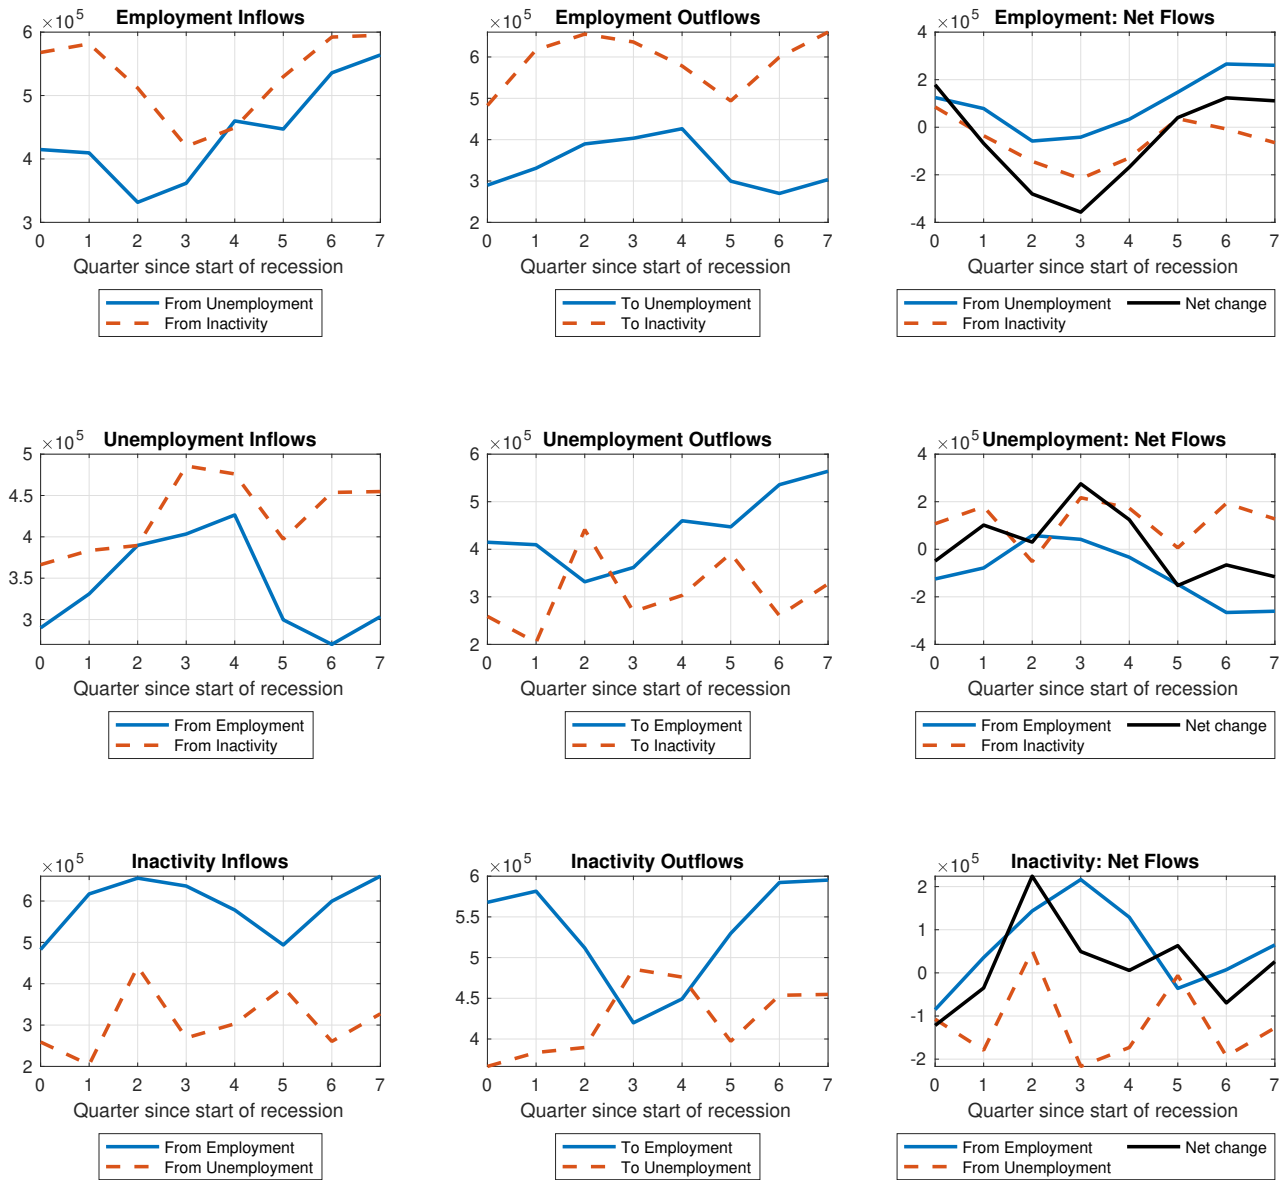 ×10^5 Employment Inflows
6
5
4
3
0 1 2 3 4 5 6 7
Quarter since start of recession
From Unemployment
From Inactivity
×10^5 Employment Outflows
6
5
4
3
2
0 1 2 3 4 5 6 7
Quarter since start of recession
To Unemployment
To Inactivity
×10^5 Employment: Net Flows
4
2
0
-2
-4
0 1 2 3 4 5 6 7
Quarter since start of recession
From Unemployment Net change
From Inactivity
×10^5 Unemployment Inflows
5
4.5
4
3.5
3
0 1 2 3 4 5 6 7
Quarter since start of recession
From Employment
From Inactivity
×10^5 Unemployment Outflows
6
5
4
3
2
0 1 2 3 4 5 6 7
Quarter since start of recession
To Employment
To Inactivity
×10^5 Unemployment: Net Flows
4
2
0
-2
-4
0 1 2 3 4 5 6 7
Quarter since start of recession
From Employment Net change
From Inactivity
×10^5 Inactivity Inflows
6
5
4
3
2
0 1 2 3 4 5 6 7
Quarter since start of recession
From Employment
From Unemployment
×10^5 Inactivity Outflows
6
5.5
5
4.5
4
0 1 2 3 4 5 6 7
Quarter since start of recession
To Employment
To Unemployment
×10^5 Inactivity: Net Flows
2
1
0
-1
-2
0 1 2 3 4 5 6 7
Quarter since start of recession
From Employment Net change
From Unemployment